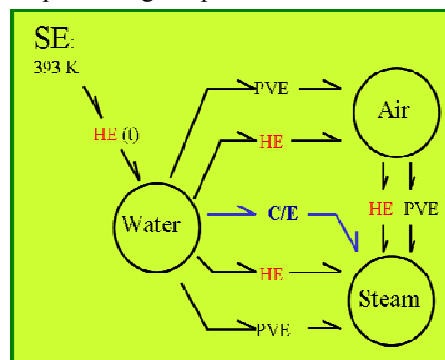 SE:
393 K
HE (t)
PVE
Air
HE
HE PVE
Water
C/E
HE
Steam
PVE